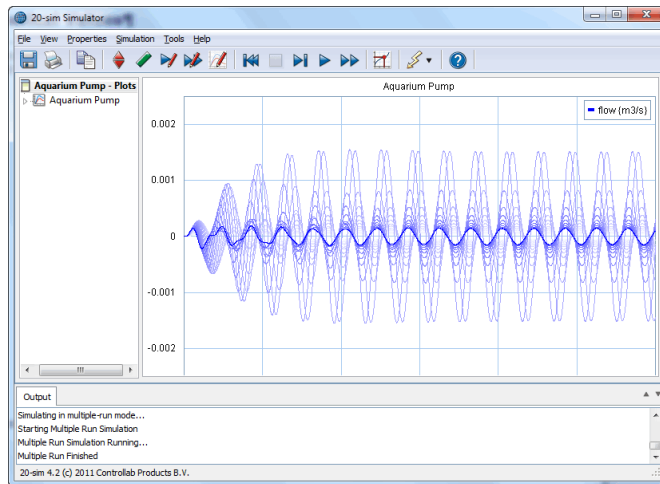 20-sim Simulator
File View Properties Simulation Tools Help
Aquarium Pump - Plots
Aquarium Pump
Aquarium Pump
flow {m3/s}
0.002
0.001
0
-0.001
-0.002
Output
Simulating in multiple-run mode...
Starting Multiple Run Simulation
Multiple Run Simulation Running...
Multiple Run Finished
20-sim 4.2 (c) 2011 Controllab Products B.V.